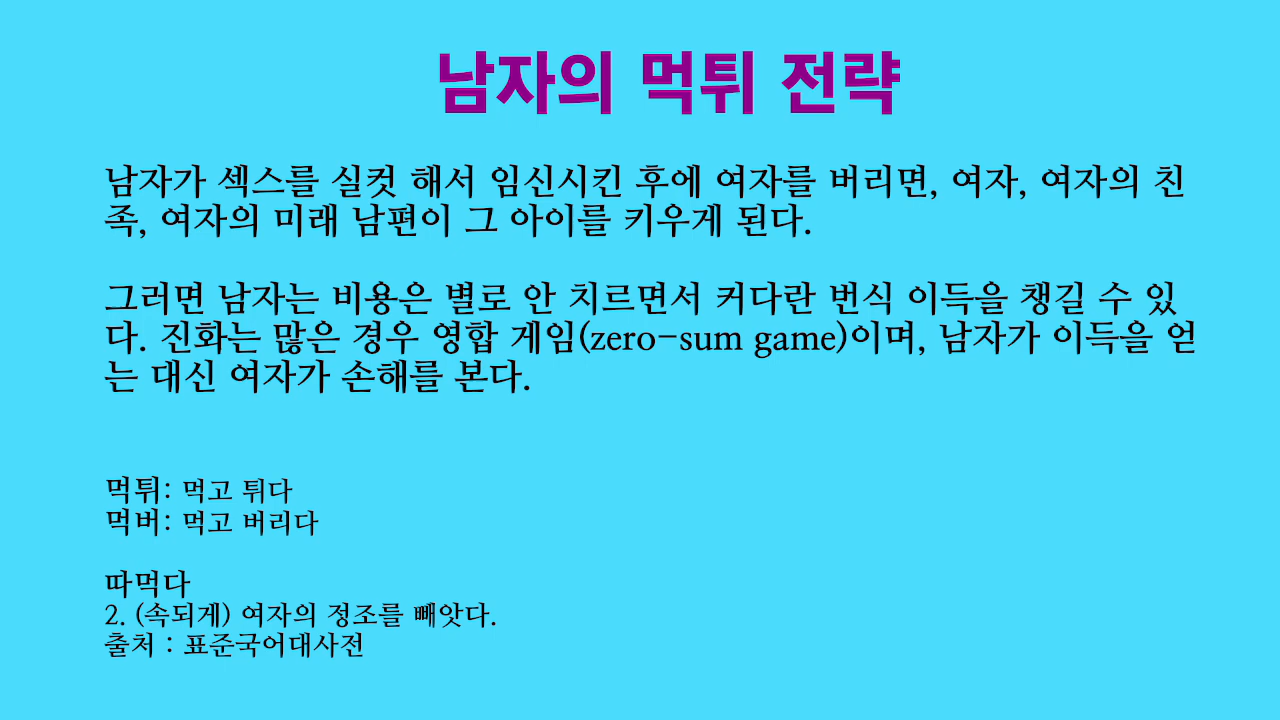 남자의 먹튀 전략
남자가 섹스를 실컷 해서 임신시킨 후에 여자를 버리면, 여자, 여자의 친
족, 여자의 미래 남편이 그 아이를 키우게 된다.
그러면 남자는 비용은 별로 안 치르면서 커다란 번식 이득을 챙길 수 있
다. 진화는 많은 경우 영합 게임(zero-sum game)이며, 남자가 이득을 얻
는 대신 여자가 손해를 본다.
먹튀: 먹고 튀다
먹버: 먹고 버리다
따먹다
2. (속되게) 여자의 정조를 빼앗다.
출처 : 표준국어대사전